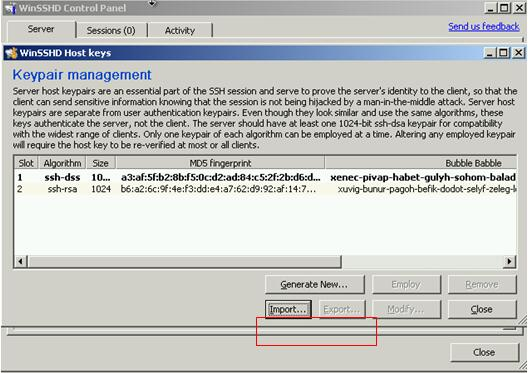 WinSSHD Control Panel
Server
Sessions (0)
Activity
Send us feedback
WinSSHD Host keys
Keypair management
Server host keypairs are an essential part of the SSH session and serve to prove the server's identity to the client, so that the
client can send sensitive information knowing that the session is not being hijacked by a man-in-the-middle attack. Server host
keypairs are separate from user authentication keypairs. Even though they look similar and use the same algorithms, these
keys authenticate the server, not the client. The server should have at least one 1024-bit ssh-dsa keypair for compatibility
with the widest range of clients. Only one keypair of each algorithm can be employed at a time. Altering any employed keypair
will require the host key to be re-verified at most or all clients.
Slot Algorithm Size MD5 fingerprint Bubble Babble
1 ssh-dss 10... a3:af:5f:b2:8b:f5:0c:d2:ad:84:c5:2f:2b:d6:d... xenec-pivap-habet-gulyh-sohom-balad
2 ssh-rsa 1024 b6:a2:6c:9f:4e:f3:dd:e4:a7:62:d9:92:af:14:7... xuvig-bunur-pagoh-befik-dodot-selyf-zeleg-l
Generate New...
Employ
Remove
Import...
Export...
Modify...
Close
Close